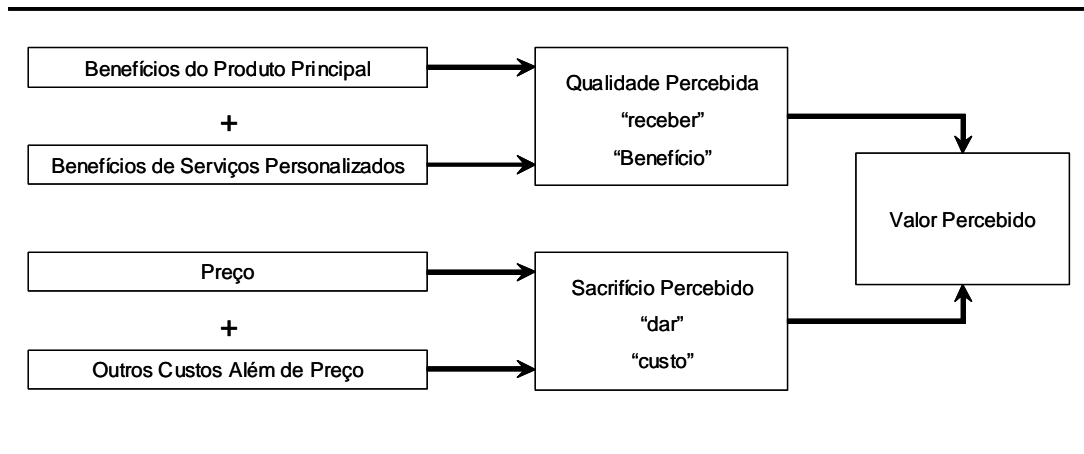 Benefícios do Produto Principal
+
Benefícios de Serviços Personalizados
Qualidade Percebida
“receber”
“Benefício”
Preço
+
Outros Custos Além de Preço
Sacrifício Percebido
“dar”
“custo”
Valor Percebido